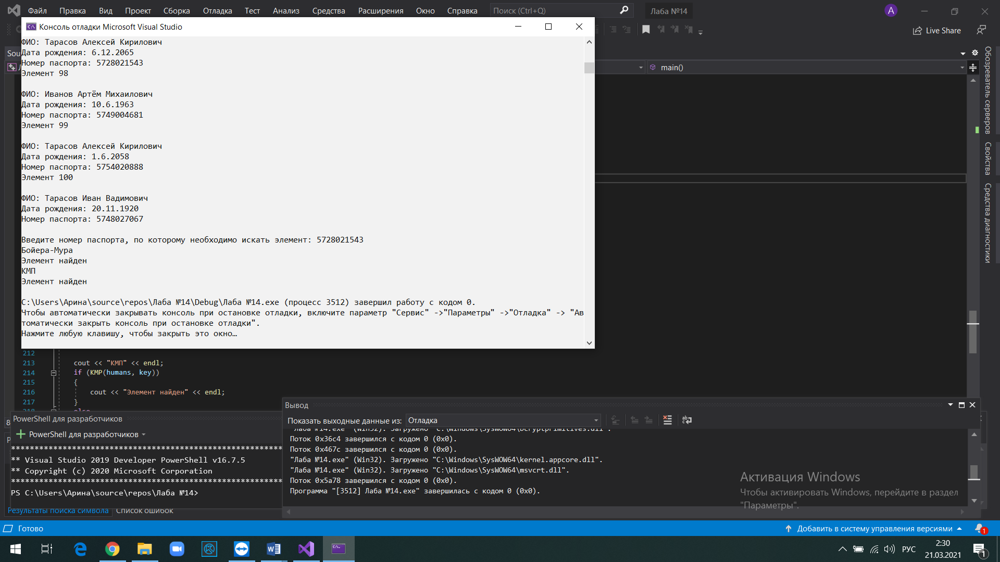 Файл Правка Вид Проект Сборка Отладка Тест Анализ Средства Расширения Окно Справка Поиск (Ctrl+Q) Лаба №14 A
Консоль отладки Microsoft Visual Studio
Live Share
main()
Обозреватель серверов
Свойства
Средства диагностики
ФИО: Тарасов Алексей Кирилович
Дата рождения: 6.12.2065
Номер паспорта: 5728021543
Элемент 98
ФИО: Иванов Артём Михаилович
Дата рождения: 10.6.1963
Номер паспорта: 5749004681
Элемент 99
ФИО: Тарасов Алексей Кирилович
Дата рождения: 1.6.2058
Номер паспорта: 5754020888
Элемент 100
ФИО: Тарасов Иван Вадимович
Дата рождения: 20.11.1920
Номер паспорта: 5748027067
Введите номер паспорта, по которому необходимо искать элемент: 5728021543
Бойера-Мура
Элемент найден
КМП
Элемент найден
C:\Users\Арина\source\repos\Лаба №14\Debug\Лаба №14.exe (процесс 3512) завершил работу с кодом 0.
Чтобы автоматически закрывать консоль при остановке отладки, включите параметр "Сервис" ->"Параметры" ->"Отладка" -> "Ав
томатически закрыть консоль при остановке отладки".
Нажмите любую клавишу, чтобы закрыть это окно…
212
213 cout << "КМП" << endl;
214 if (KMP(humans, key))
215 {
216 cout << "Элемент найден" << endl;
217 }
218 else
PowerShell для разработчиков
PowerShell для разработчиков
**********************************************************
** Visual Studio 2019 Developer PowerShell v16.7.5
** Copyright (c) 2020 Microsoft Corporation
**********************************************************
PS C:\Users\Арина\source\repos\Лаба №14>
Результаты поиска символа Список ошибок
Вывод
Показать выходные данные из: Отладка
"Лаба №14.exe" (Win32). Загружено "C:\Windows\SysWOW64\bcryptprimitives.dll".
Поток 0x36c4 завершился с кодом 0 (0x0).
Поток 0x467c завершился с кодом 0 (0x0).
"Лаба №14.exe" (Win32). Загружено "C:\Windows\SysWOW64\kernel.appcore.dll".
"Лаба №14.exe" (Win32). Загружено "C:\Windows\SysWOW64\msvcrt.dll".
Поток 0x5a78 завершился с кодом 0 (0x0).
Программа "[3512] Лаба №14.exe" завершилась с кодом 0 (0x0).
Активация Windows
Чтобы активировать Windows, перейдите в раздел
"Параметры".
Готово Добавить в систему управления версиями 1
РУС 2:30
21.03.2021 1